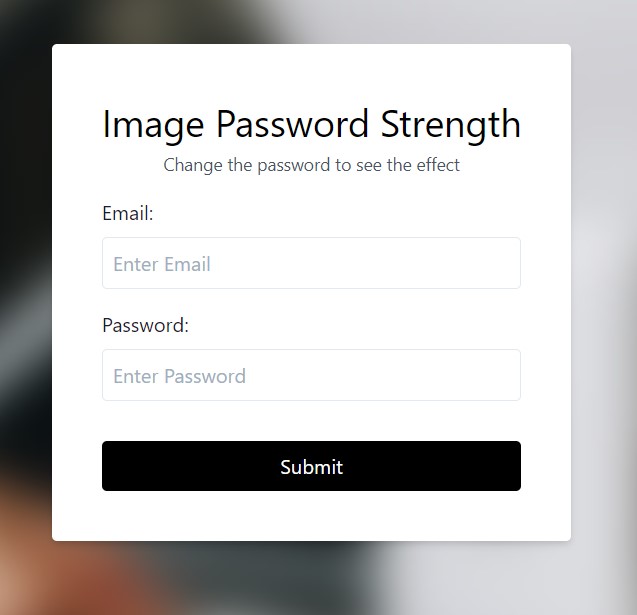 Image Password Strength
Change the password to see the effect
Email:
Enter Email
Password:
Enter Password
Submit